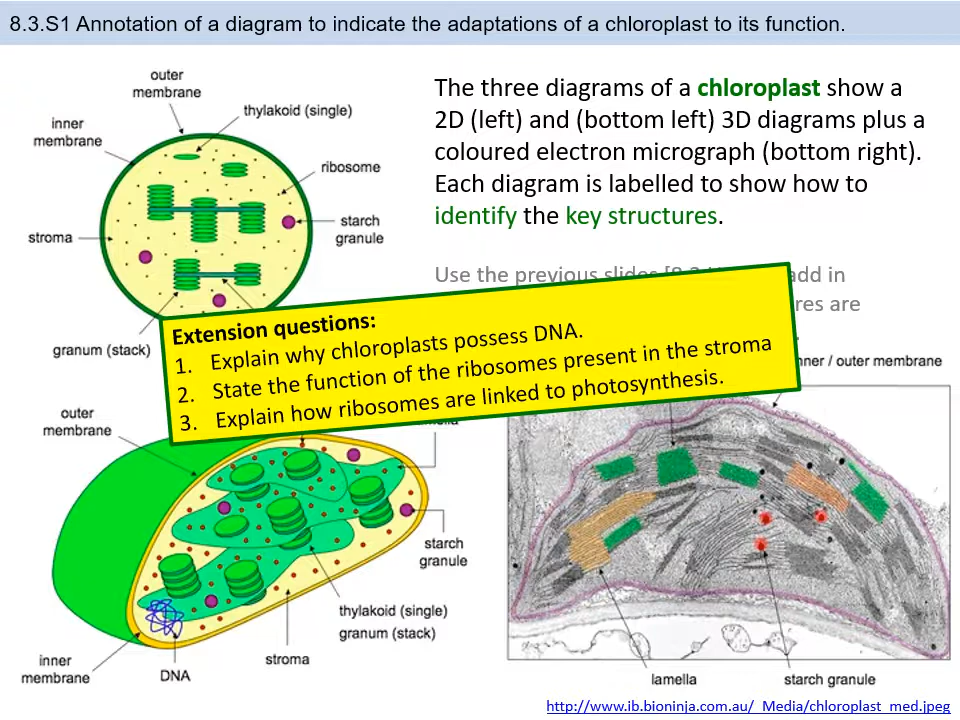 8.3.S1 Annotation of a diagram to indicate the adaptations of a chloroplast to its function.
The three diagrams of a chloroplast show a
2D (left) and (bottom left) 3D diagrams plus a
coloured electron micrograph (bottom right).
Each diagram is labelled to show how to
identify the key structures.
Use the previous slides add in
are
outer
membrane
thylakoid (single)
inner
membrane
ribosome
starch
granule
stroma
granum (stack)
Extension questions:
1. Explain why chloroplasts possess DNA.
2. State the function of the ribosomes present in the stroma
3. Explain how ribosomes are linked to photosynthesis.
outer
membrane
starch
granule
thylakoid (single)
granum (stack)
stroma
DNA
inner
membrane
/ outer membrane
lamella
starch granule
http://www.ib.bioninja.com.au/_Media/chloroplast_med.jpeg